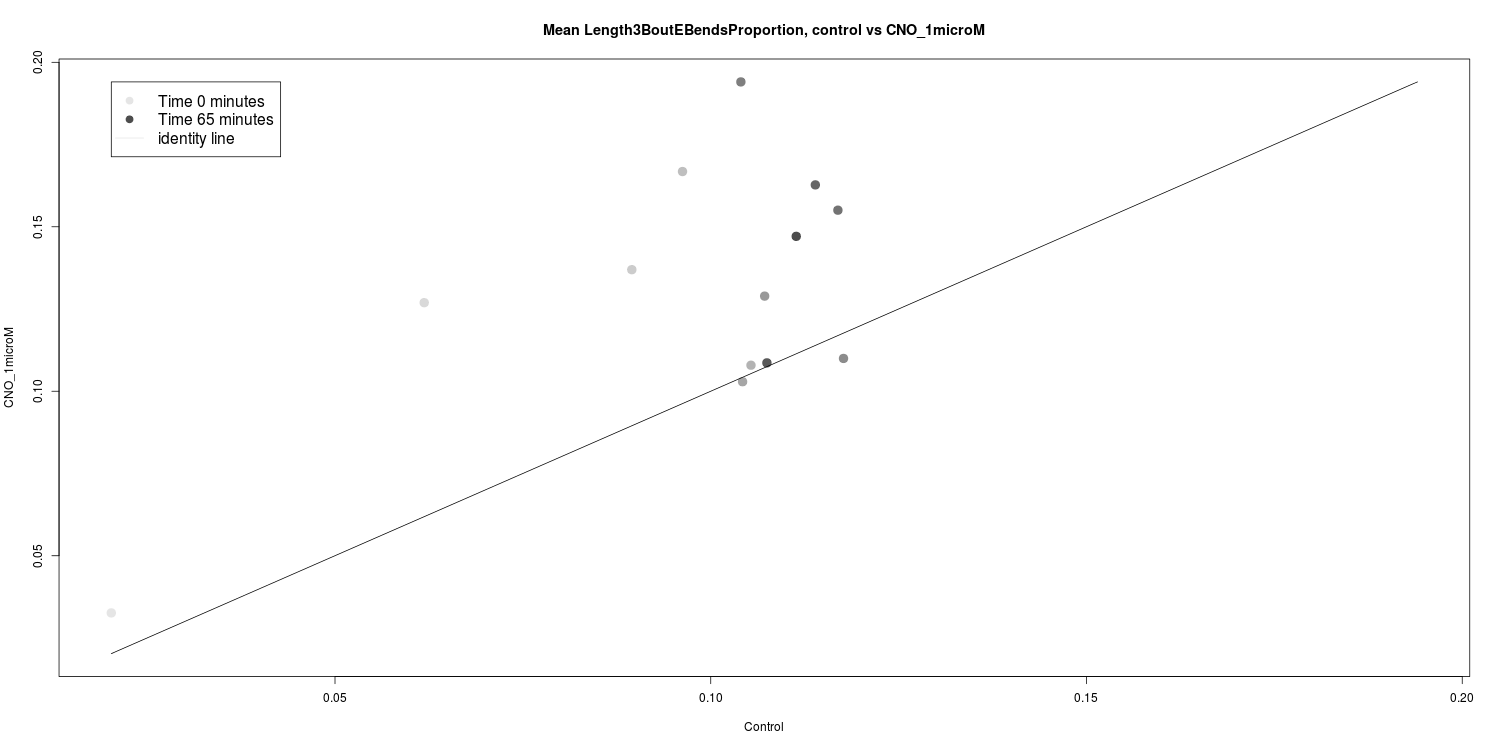 Mean Length3BoutEBendsProportion, control vs CNO_1microM
Time 0 minutes
Time 65 minutes
identity line
CNO_1microM
0.20
0.15
0.10
0.05
0.05
0.10
0.15
0.20
Control